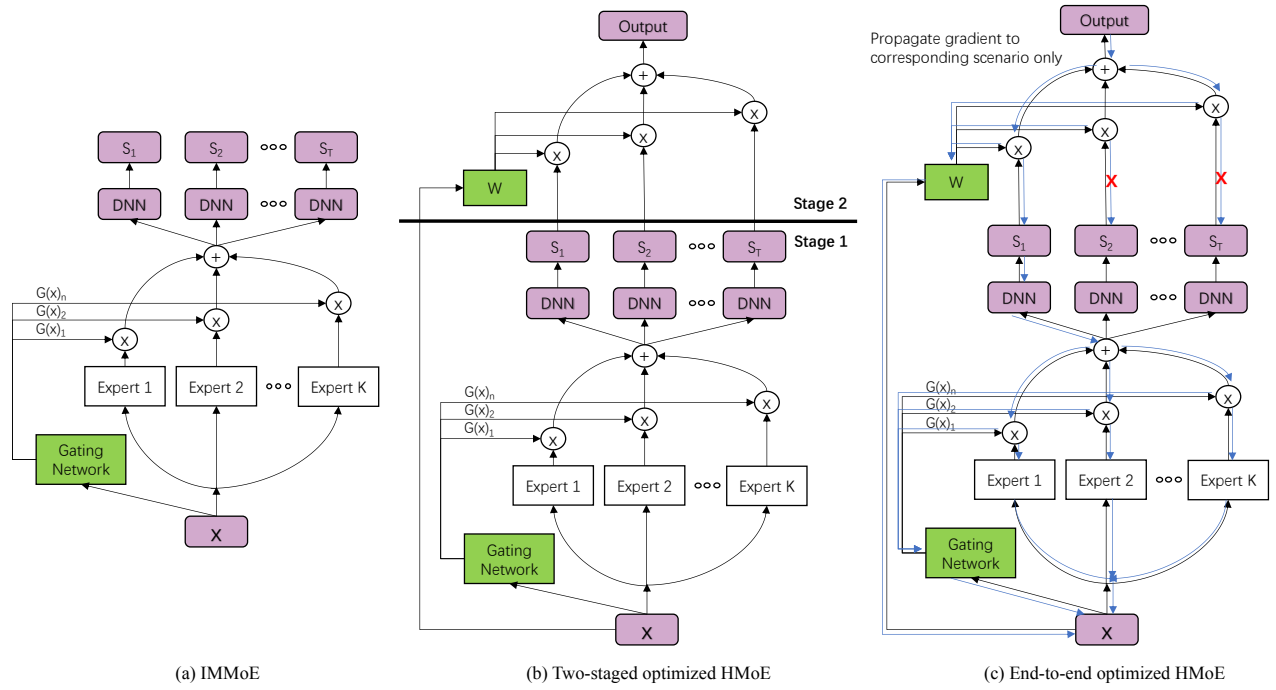 S1
S2
ST
DNN
DNN
DNN
+
G(x)n
G(x)2
G(x)1
x
x
x
Expert 1
Expert 2
Expert K
Gating
Network
X
(a) IMMoE
Output
+
x
x
x
W
Stage 2
Stage 1
S1
S2
ST
DNN
DNN
DNN
+
G(x)n
G(x)2
G(x)1
x
x
x
Expert 1
Expert 2
Expert K
Gating
Network
X
(b) Two-staged optimized HMoE
Output
Propagate gradient to
corresponding scenario only
+
x
x
x
W
X
X
S1
S2
ST
DNN
DNN
DNN
+
G(x)n
G(x)2
G(x)1
x
x
x
Expert 1
Expert 2
Expert K
Gating
Network
X
(c) End-to-end optimized HMoE